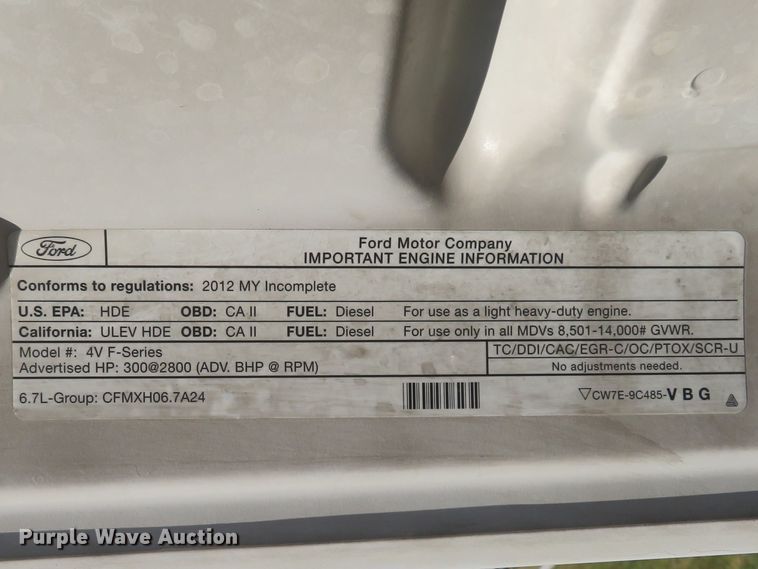 Ford
Ford Motor Company
IMPORTANT ENGINE INFORMATION
Conforms to regulations: 2012 MY Incomplete
U.S. EPA: HDE OBD: CA II FUEL: Diesel For use as a light heavy-duty engine.
California: ULEV HDE OBD: CA II FUEL: Diesel For use only in all MDVs 8,501-14,000# GVWR.
Model #: 4V F-Series
Advertised HP: 300@2800 (ADV. BHP @ RPM)
TC/DDI/CAC/EGR-C/OC/PTOX/SCR-U
No adjustments needed.
6.7L-Group: CFMXH06.7A24
CW7E-9C485-VBG
Purple Wave Auction